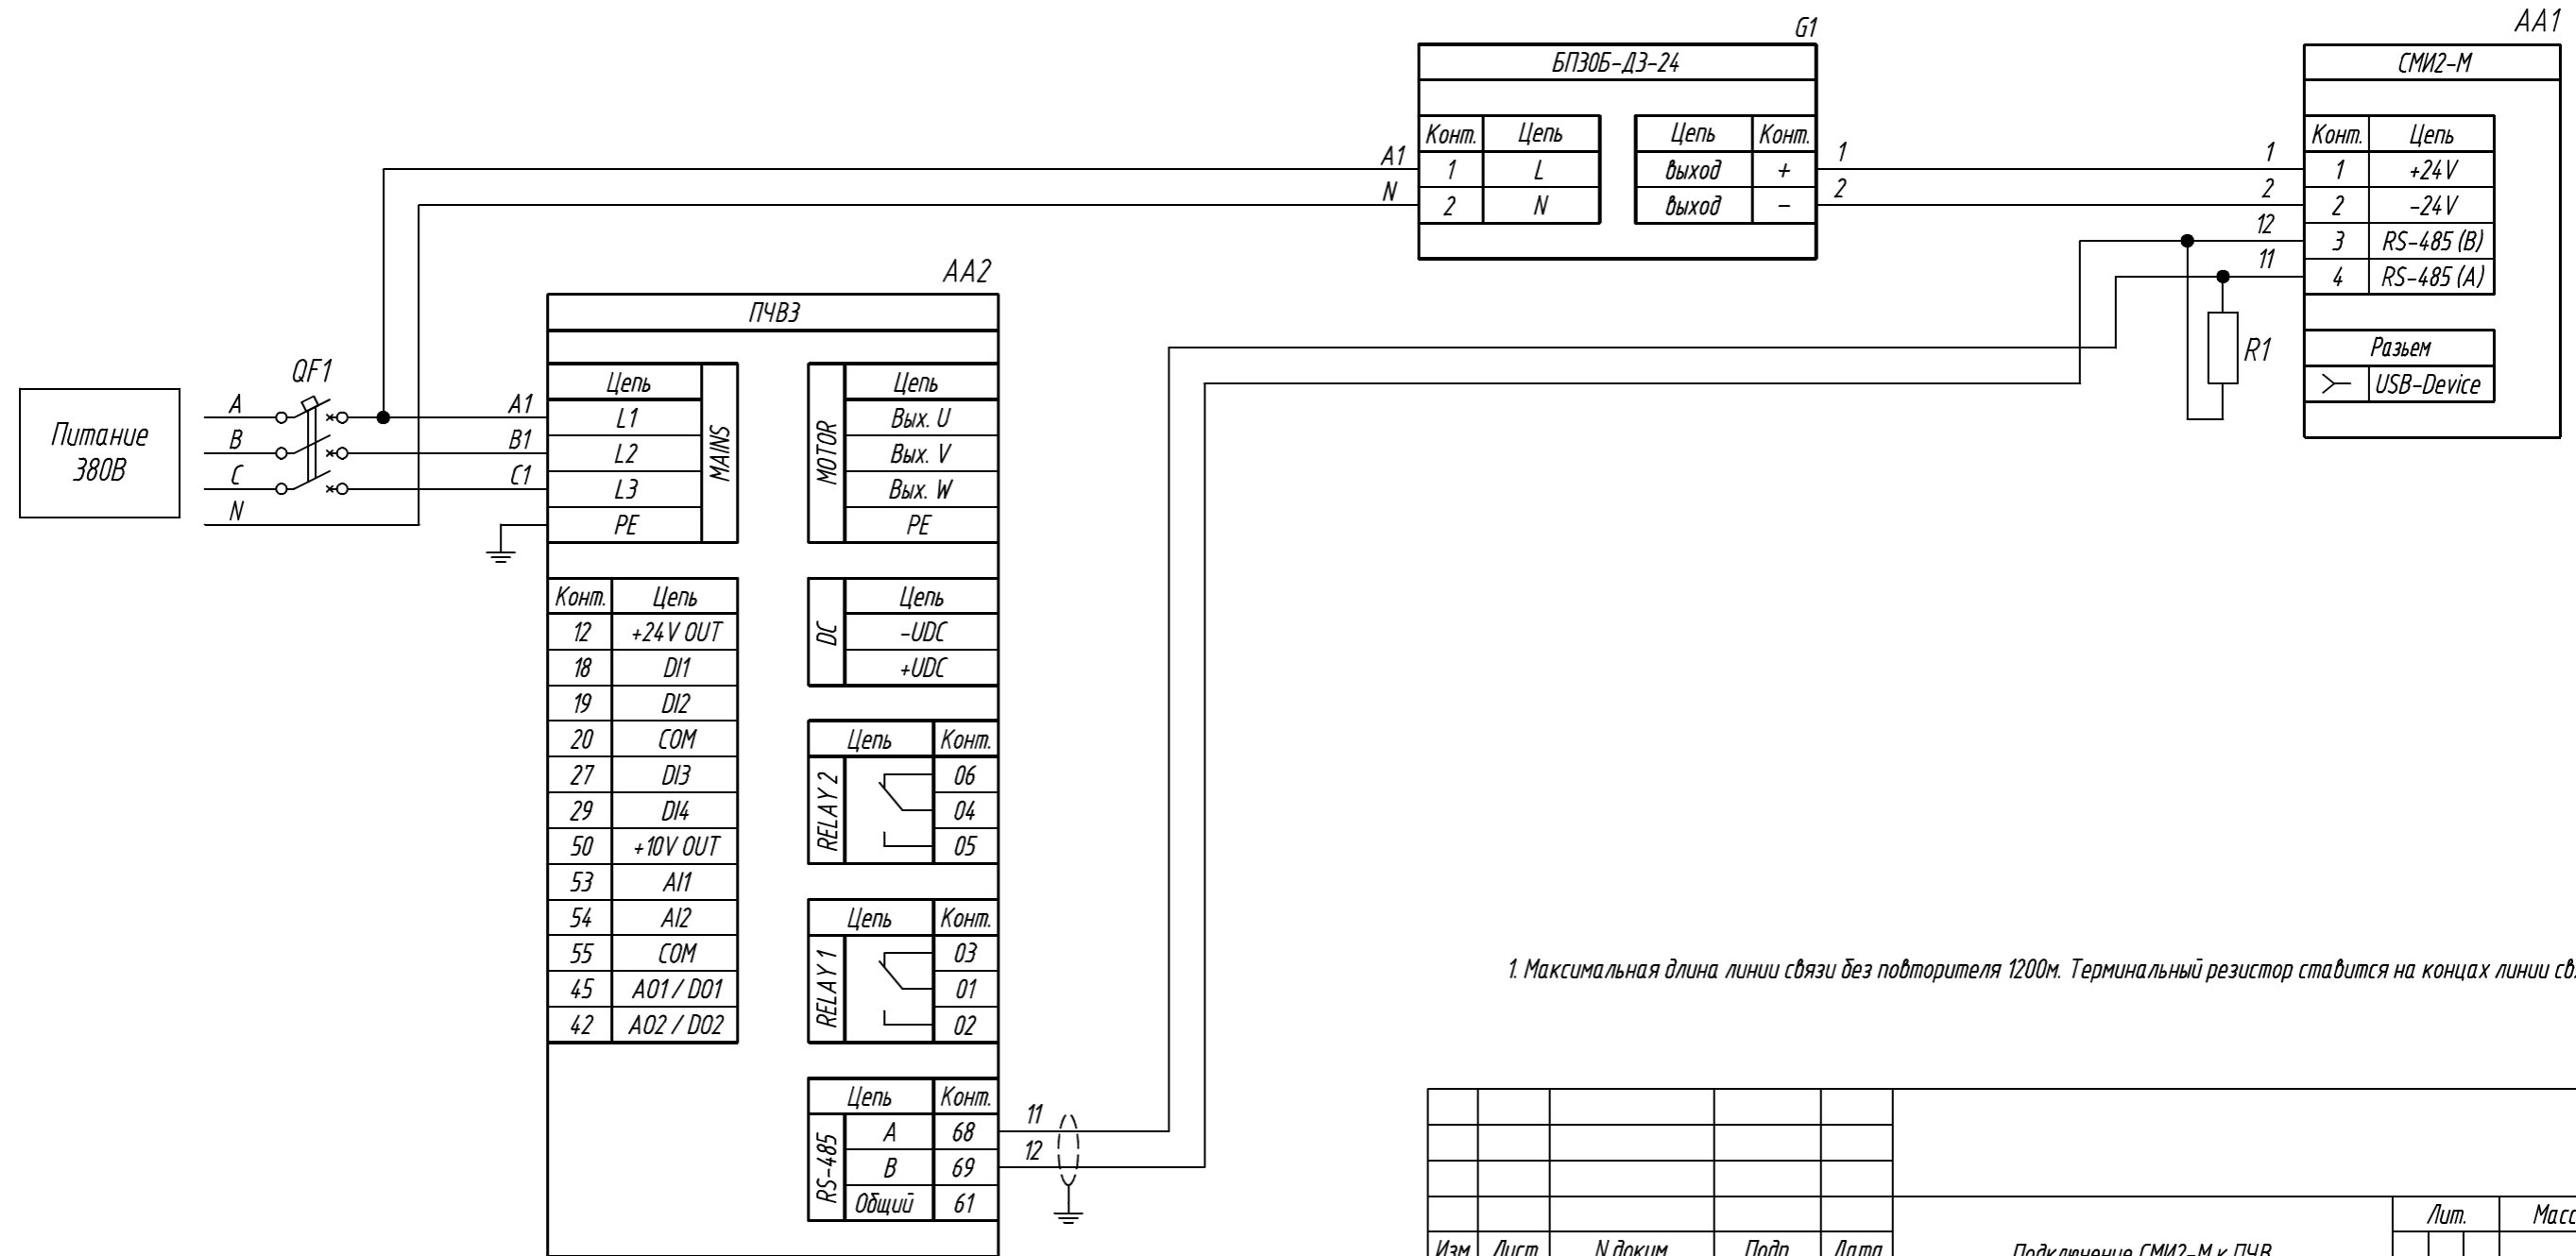 G1
AA1
БП30Б-Д3-24
Конт. Цепь Цепь Конт.
A1 1 L выход + 1
N 2 N выход - 2
СМИ2-М
Конт. Цепь
1 1 +24V
2 2 -24V
12 3 RS-485 (B)
11 4 RS-485 (A)
R1
Разъем
USB-Device
Питание
380В
QF1
A A1
B B1
C C1
N
AA2
ПЧВ3
Цепь
L1
L2
L3
PE
MAINS
MOTOR
Цепь
Вых. U
Вых. V
Вых. W
PE
Конт. Цепь
12 +24V OUT
18 DI1
19 DI2
20 COM
27 DI3
29 DI4
50 +10V OUT
53 AI1
54 AI2
55 COM
45 AO1 / DO1
42 AO2 / DO2
DC
Цепь
-UDC
+UDC
Цепь Конт.
RELAY 2
06
04
05
Цепь Конт.
RELAY 1
03
01
02
Цепь Конт.
RS-485
A 68 11
B 69 12
Общий 61
1. Максимальная длина линии связи без повторителя 1200м. Терминальный резистор ставится на концах линии св
Лит. Масс
Изм Лист N доким Подп Дата
Подключение СМИ2-М к ПЧВ